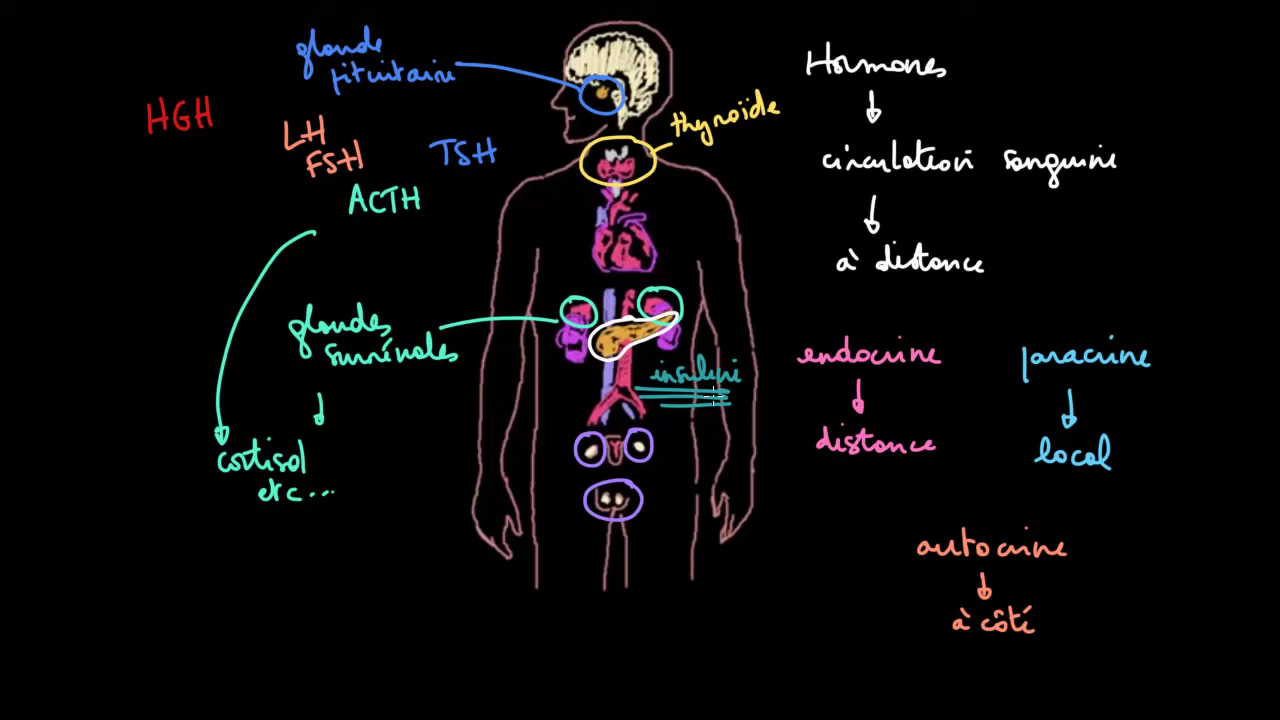 glande
pituitaire
HGH
LH
FSH
TSH
ACTH
thyroïde
glandes
surrénales
cortisol
etc...
insulini
Hormones
circulation sanguine
à distance
endocrine
distance
paracrine
local
autocrine
à côté